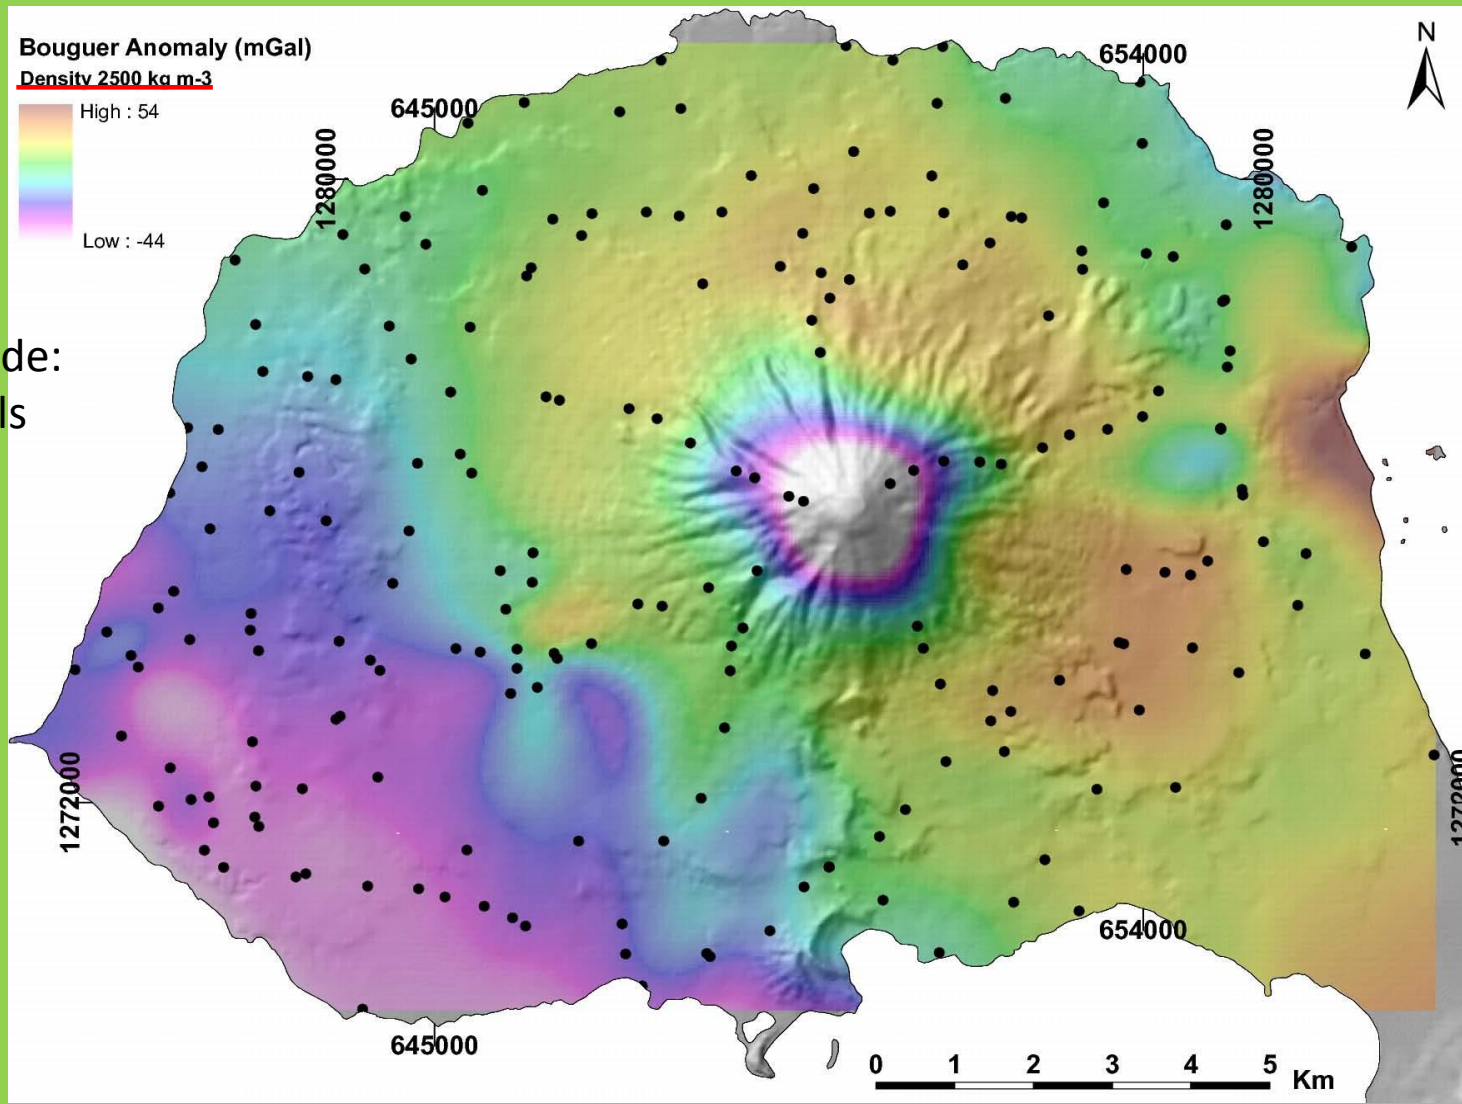 Bouguer Anomaly (mGal)
Density 2500 kg m-3
High : 54
Low : -44
N
654000
645000
1280000
1280000
de:
ls
1272000
1272000
654000
645000
0 1 2 3 4 5 Km